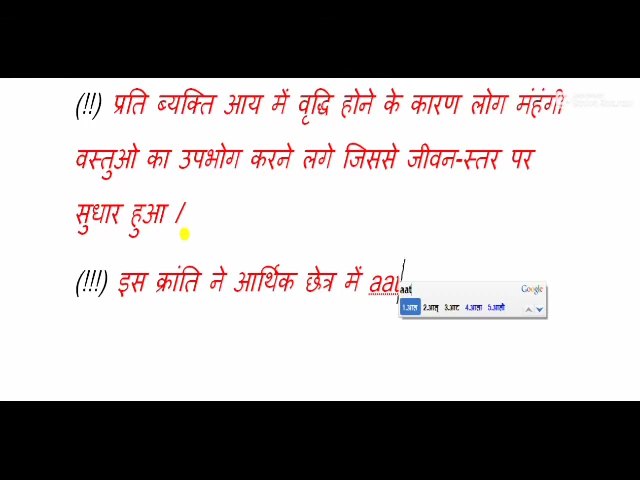 (!!) प्रति ब्यक्ति आय में वृद्धि होने के कारण लोग मंहंगी
वस्तुओ का उपभोग करने लगे जिससे जीवन-स्तर पर
सुधार हुआ /
(!!!) इस क्रांति ने आर्थिक छेत्र में aat
aat Google
1.आत 2.आत् 3.आट 4.आता 5.आती